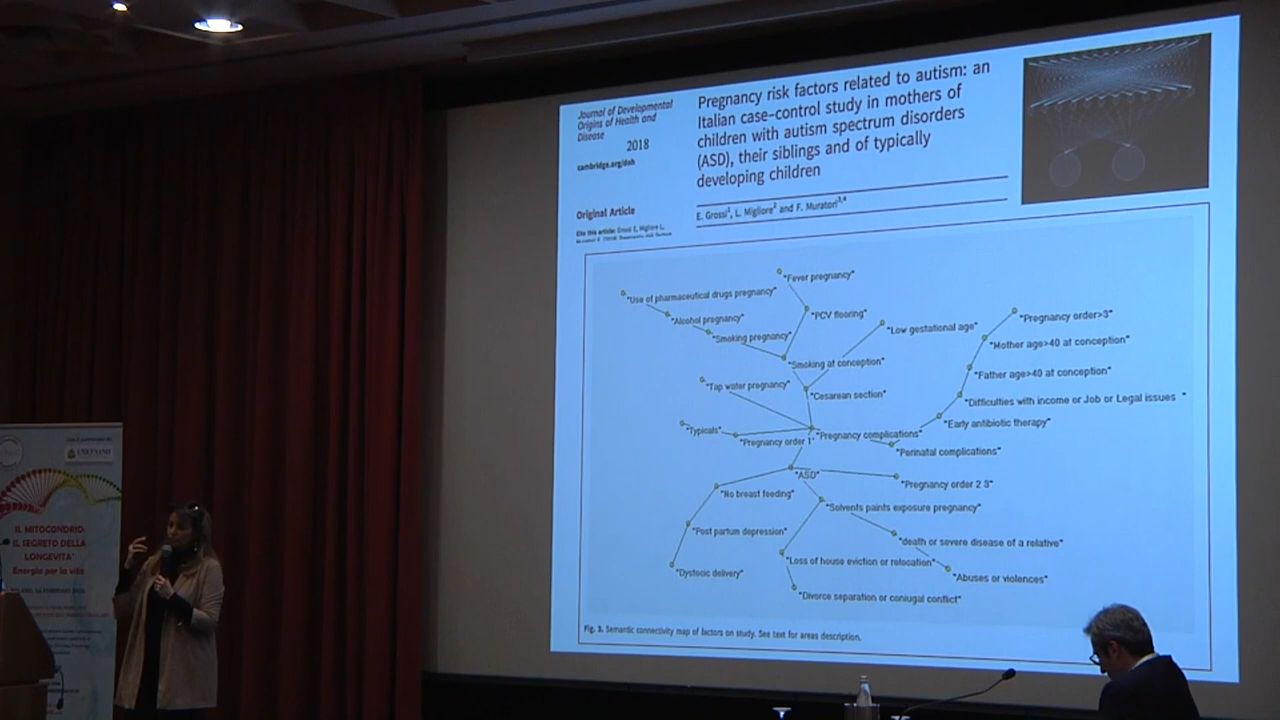 Journal of Developmental
Origins of Health and
Disease
2018
cambridge.org/doh
Original Article
Cite this article: Grossi E, Migliore L,
Pregnancy risk factors related to autism: an
Italian case–control study in mothers of
children with autism spectrum disorders
(ASD), their siblings and of typically
developing children
E. Grossi1, L. Migliore2 and F. Muratori3,4
"Fever pregnancy"
"Use of pharmaceutical drugs pregnancy"
"Alcohol pregnancy"
"PCV flooring"
"Pregnancy order>3"
"Smoking pregnancy"
"Low gestational age"
"Mother age>40 at conception"
"Smoking at conception"
"Father age>40 at conception"
"Tap water pregnancy"
"Cesarean section"
"Difficulties with income or Job or Legal issues "
"Typicals"
"Pregnancy order 1"
"Pregnancy complications"
"Early antibiotic therapy"
"Perinatal complications"
"ASD"
"Pregnancy order 2 3"
"No breast feeding"
"Solvents paints exposure pregnancy"
"Post partum depression"
"death or severe disease of a relative"
"Loss of house eviction or relocation"
"Dystocic delivery"
"Abuses or violences"
"Divorce separation or coniugal conflict"
Fig. 3. Semantic connectivity map of factors on study. See text for areas description.
IL MITOCONDRIO:
IL SEGRETO DELLA
LONGEVITA'
Energia per la vita